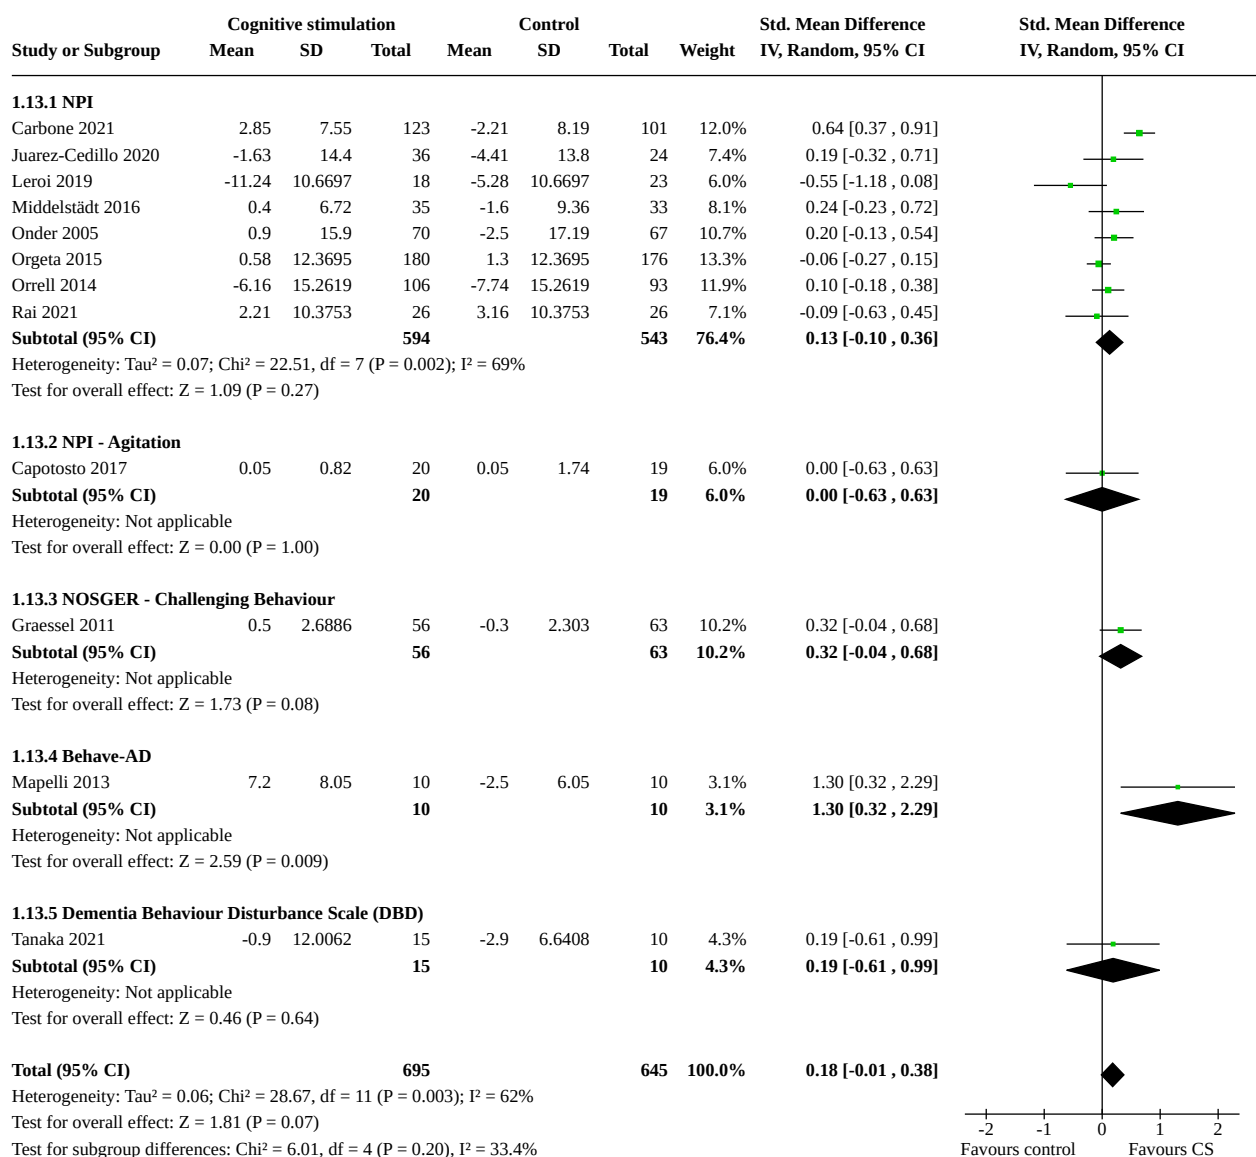 Cognitive stimulation Control Std. Mean Difference Std. Mean Difference
Study or Subgroup Mean SD Total Mean SD Total Weight IV, Random, 95% CI IV, Random, 95% CI
1.13.1 NPI
Carbone 2021 2.85 7.55 123 -2.21 8.19 101 12.0% 0.64 [0.37 , 0.91]
Juarez-Cedillo 2020 -1.63 14.4 36 -4.41 13.8 24 7.4% 0.19 [-0.32 , 0.71]
Leroi 2019 -11.24 10.6697 18 -5.28 10.6697 23 6.0% -0.55 [-1.18 , 0.08]
Middelstädt 2016 0.4 6.72 35 -1.6 9.36 33 8.1% 0.24 [-0.23 , 0.72]
Onder 2005 0.9 15.9 70 -2.5 17.19 67 10.7% 0.20 [-0.13 , 0.54]
Orgeta 2015 0.58 12.3695 180 1.3 12.3695 176 13.3% -0.06 [-0.27 , 0.15]
Orrell 2014 -6.16 15.2619 106 -7.74 15.2619 93 11.9% 0.10 [-0.18 , 0.38]
Rai 2021 2.21 10.3753 26 3.16 10.3753 26 7.1% -0.09 [-0.63 , 0.45]
Subtotal (95% CI) 594 543 76.4% 0.13 [-0.10 , 0.36]
Heterogeneity: Tau² = 0.07; Chi² = 22.51, df = 7 (P = 0.002); I² = 69%
Test for overall effect: Z = 1.09 (P = 0.27)
1.13.2 NPI - Agitation
Capotosto 2017 0.05 0.82 20 0.05 1.74 19 6.0% 0.00 [-0.63 , 0.63]
Subtotal (95% CI) 20 19 6.0% 0.00 [-0.63 , 0.63]
Heterogeneity: Not applicable
Test for overall effect: Z = 0.00 (P = 1.00)
1.13.3 NOSGER - Challenging Behaviour
Graessel 2011 0.5 2.6886 56 -0.3 2.303 63 10.2% 0.32 [-0.04 , 0.68]
Subtotal (95% CI) 56 63 10.2% 0.32 [-0.04 , 0.68]
Heterogeneity: Not applicable
Test for overall effect: Z = 1.73 (P = 0.08)
1.13.4 Behave-AD
Mapelli 2013 7.2 8.05 10 -2.5 6.05 10 3.1% 1.30 [0.32 , 2.29]
Subtotal (95% CI) 10 10 3.1% 1.30 [0.32 , 2.29]
Heterogeneity: Not applicable
Test for overall effect: Z = 2.59 (P = 0.009)
1.13.5 Dementia Behaviour Disturbance Scale (DBD)
Tanaka 2021 -0.9 12.0062 15 -2.9 6.6408 10 4.3% 0.19 [-0.61 , 0.99]
Subtotal (95% CI) 15 10 4.3% 0.19 [-0.61 , 0.99]
Heterogeneity: Not applicable
Test for overall effect: Z = 0.46 (P = 0.64)
Total (95% CI) 695 645 100.0% 0.18 [-0.01 , 0.38]
Heterogeneity: Tau² = 0.06; Chi² = 28.67, df = 11 (P = 0.003); I² = 62%
Test for overall effect: Z = 1.81 (P = 0.07)
-2 -1 0 1 2
Test for subgroup differences: Chi² = 6.01, df = 4 (P = 0.20), I² = 33.4%
Favours control Favours CS